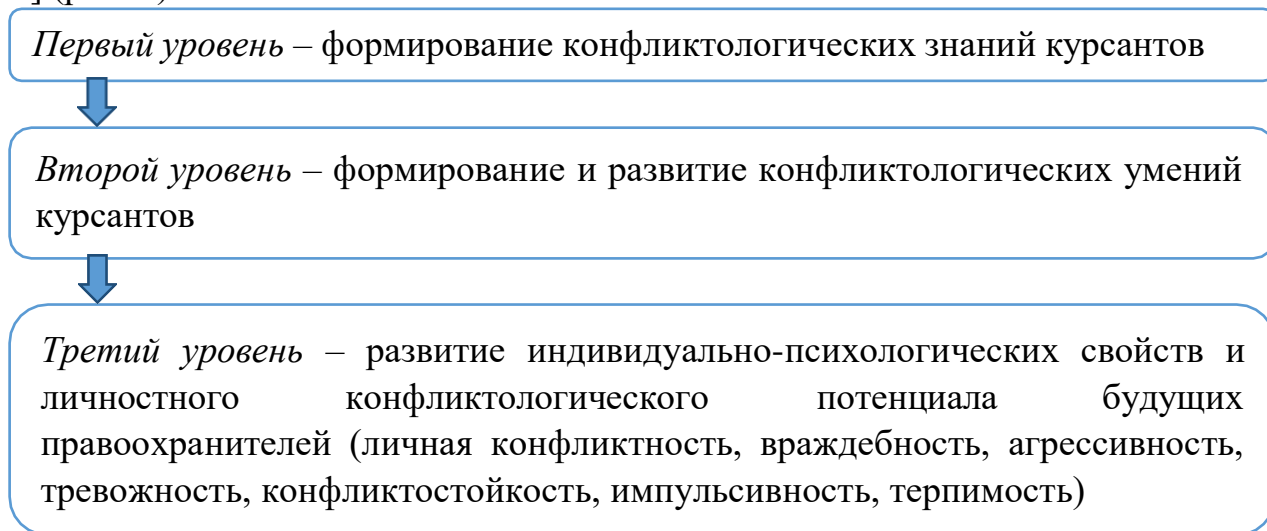 Первый уровень – формирование конфликтологических знаний курсантов
Второй уровень – формирование и развитие конфликтологических умений
курсантов
Третий уровень – развитие индивидуально-психологических свойств и
личностного конфликтологического потенциала будущих
правоохранителей (личная конфликтность, враждебность, агрессивность,
тревожность, конфликтостойкость, импульсивность, терпимость)